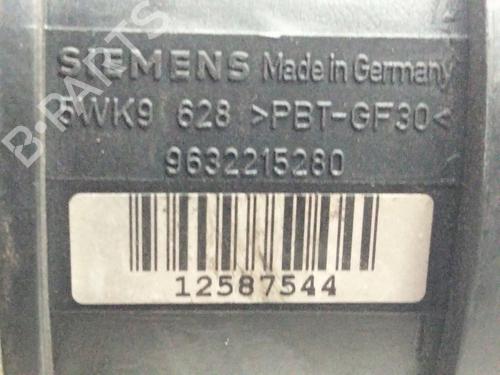 SIEMENS Made in Germany
5WK9 628 >PBT-GF30<
9632215280
12587544
B-PARTS